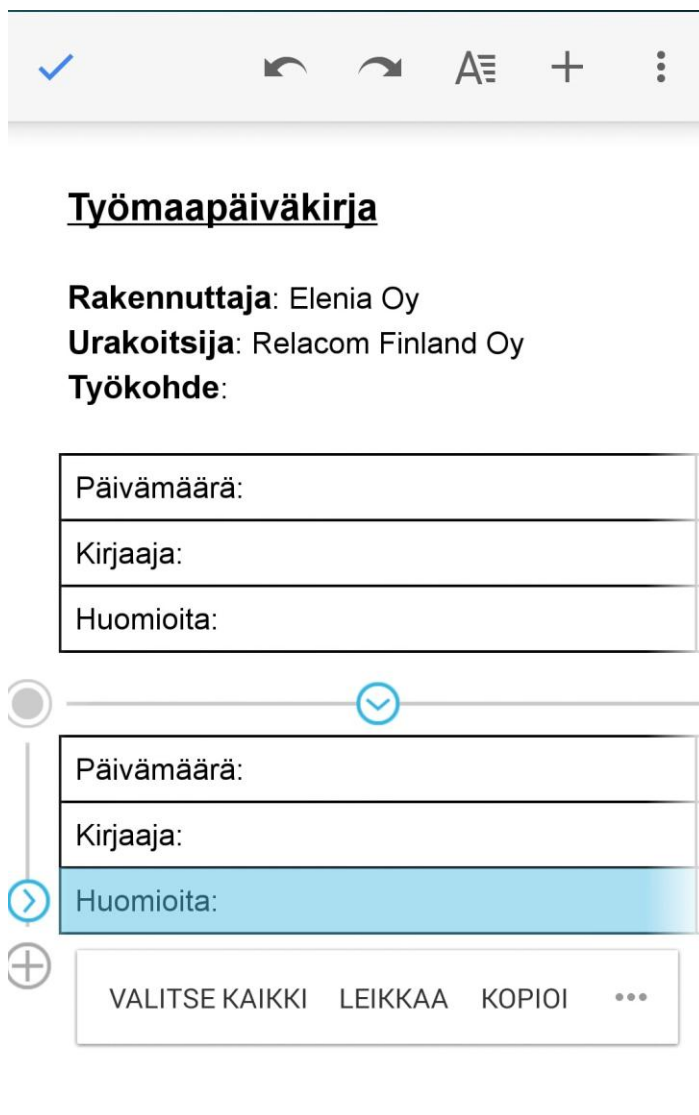 Työmaapäiväkirja
Rakennuttaja: Elenia Oy
Urakoitsija: Relacom Finland Oy
Työkohde:
Päivämäärä:
Kirjaaja:
Huomioita:
Päivämäärä:
Kirjaaja:
Huomioita:
VALITSE KAIKKI LEIKKAA KOPIOI